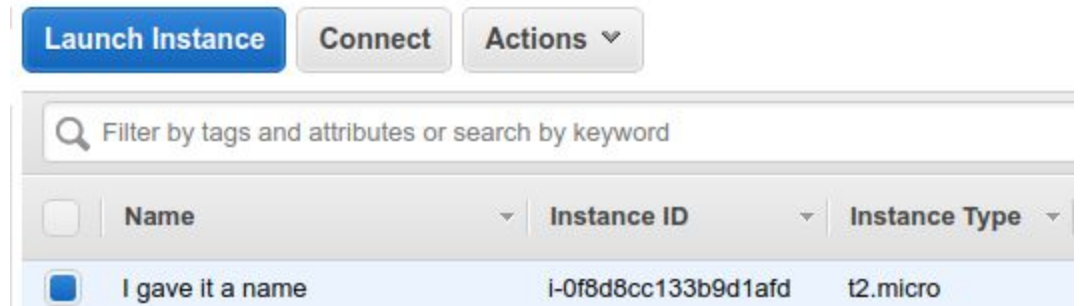 Launch Instance Connect Actions
Filter by tags and attributes or search by keyword
Name Instance ID Instance Type
I gave it a name i-0f8d8cc133b9d1afd t2.micro